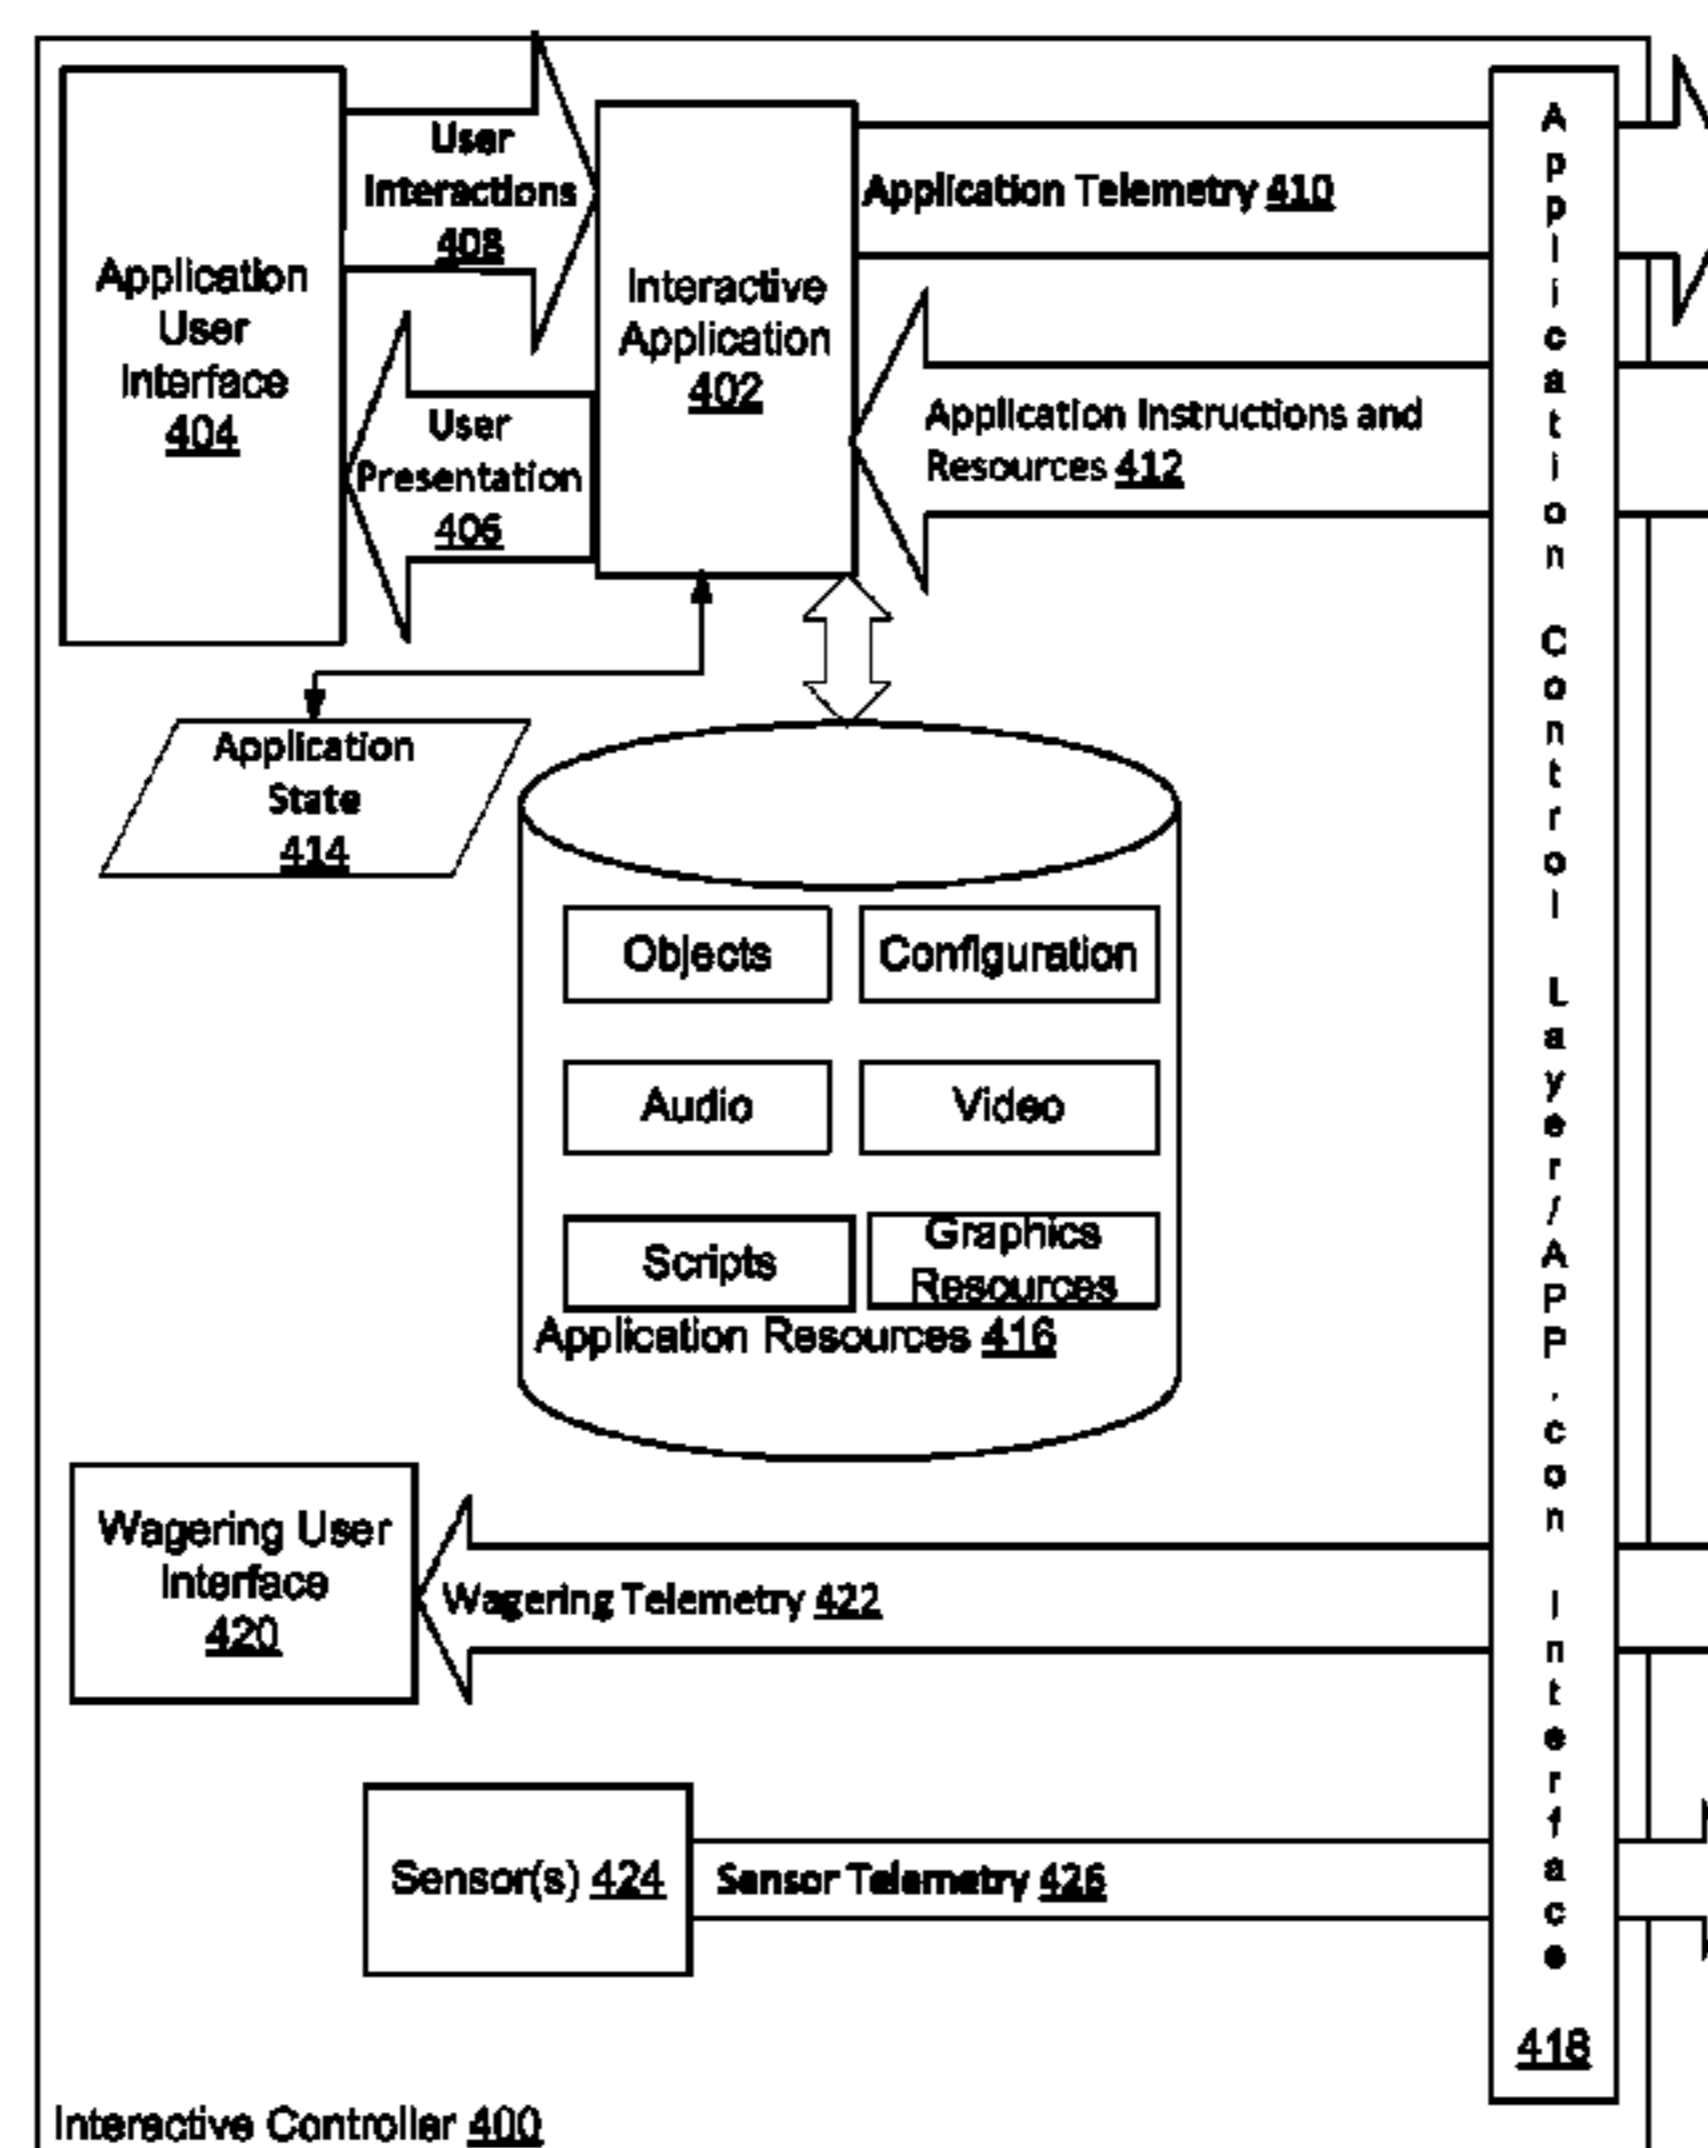 Application
User
Interface
404
User
Interactions
408
User
Presentation
406
Interactive
Application
402
Application Telemetry 410
Application Instructions and
Resources 412
Application
State
414
Objects
Configuration
Audio
Video
Scripts
Graphics
Resources
Application Resources 416
Wagering User
Interface
420
Wagering Telemetry 422
Sensor(s) 424
Sensor Telemetry 426
Application Control Layer/APP.con Interface
418
Interactive Controller 400